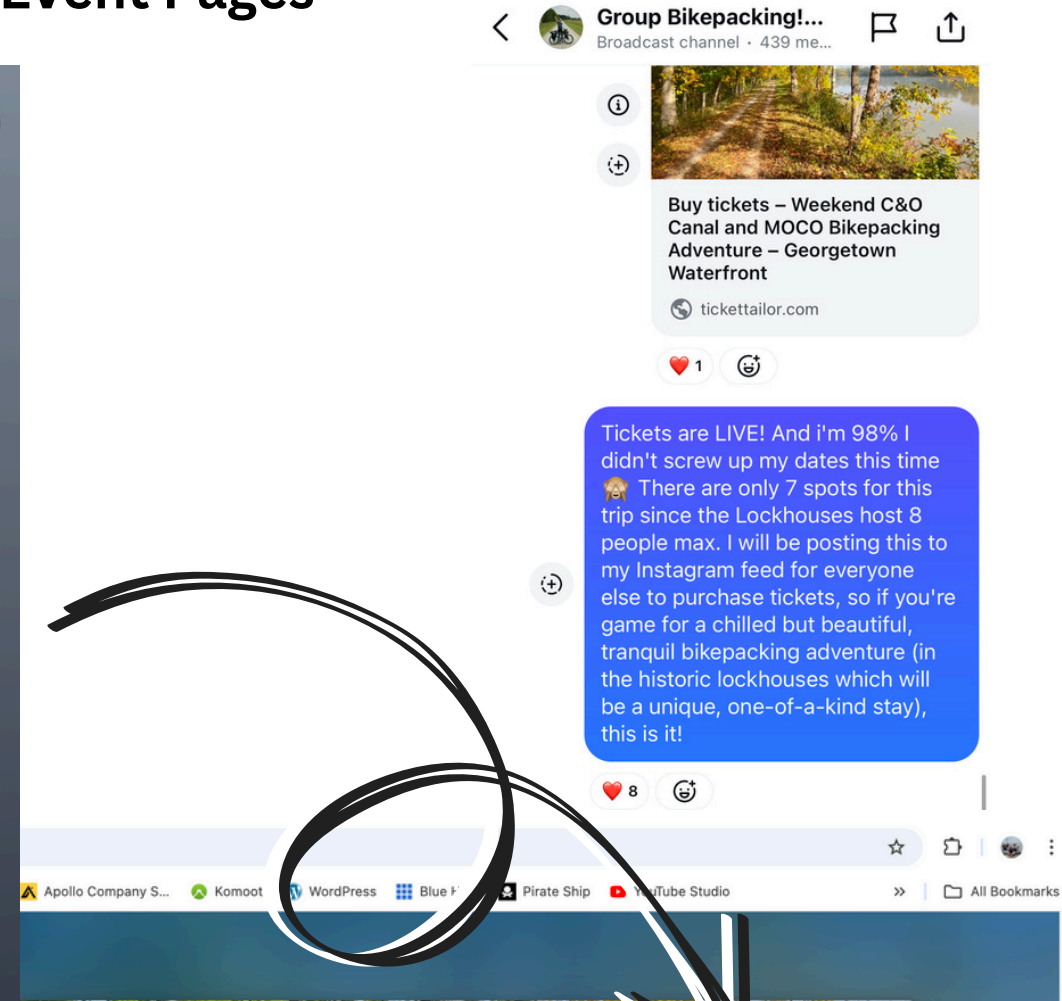 Event Pages
Group Bikepacking!...
Broadcast channel · 439 me...
Buy tickets – Weekend C&O
Canal and MOCO Bikepacking
Adventure – Georgetown
Waterfront
tickettailor.com
❤️ 1
Tickets are LIVE! And i'm 98% I
didn't screw up my dates this time
🙈 There are only 7 spots for this
trip since the Lockhouses host 8
people max. I will be posting this to
my Instagram feed for everyone
else to purchase tickets, so if you're
game for a chilled but beautiful,
tranquil bikepacking adventure (in
the historic lockhouses which will
be a unique, one-of-a-kind stay),
this is it!
❤️ 8
Apollo Company S... Komoot WordPress Blue Pirate Ship YouTube Studio » All Bookmarks